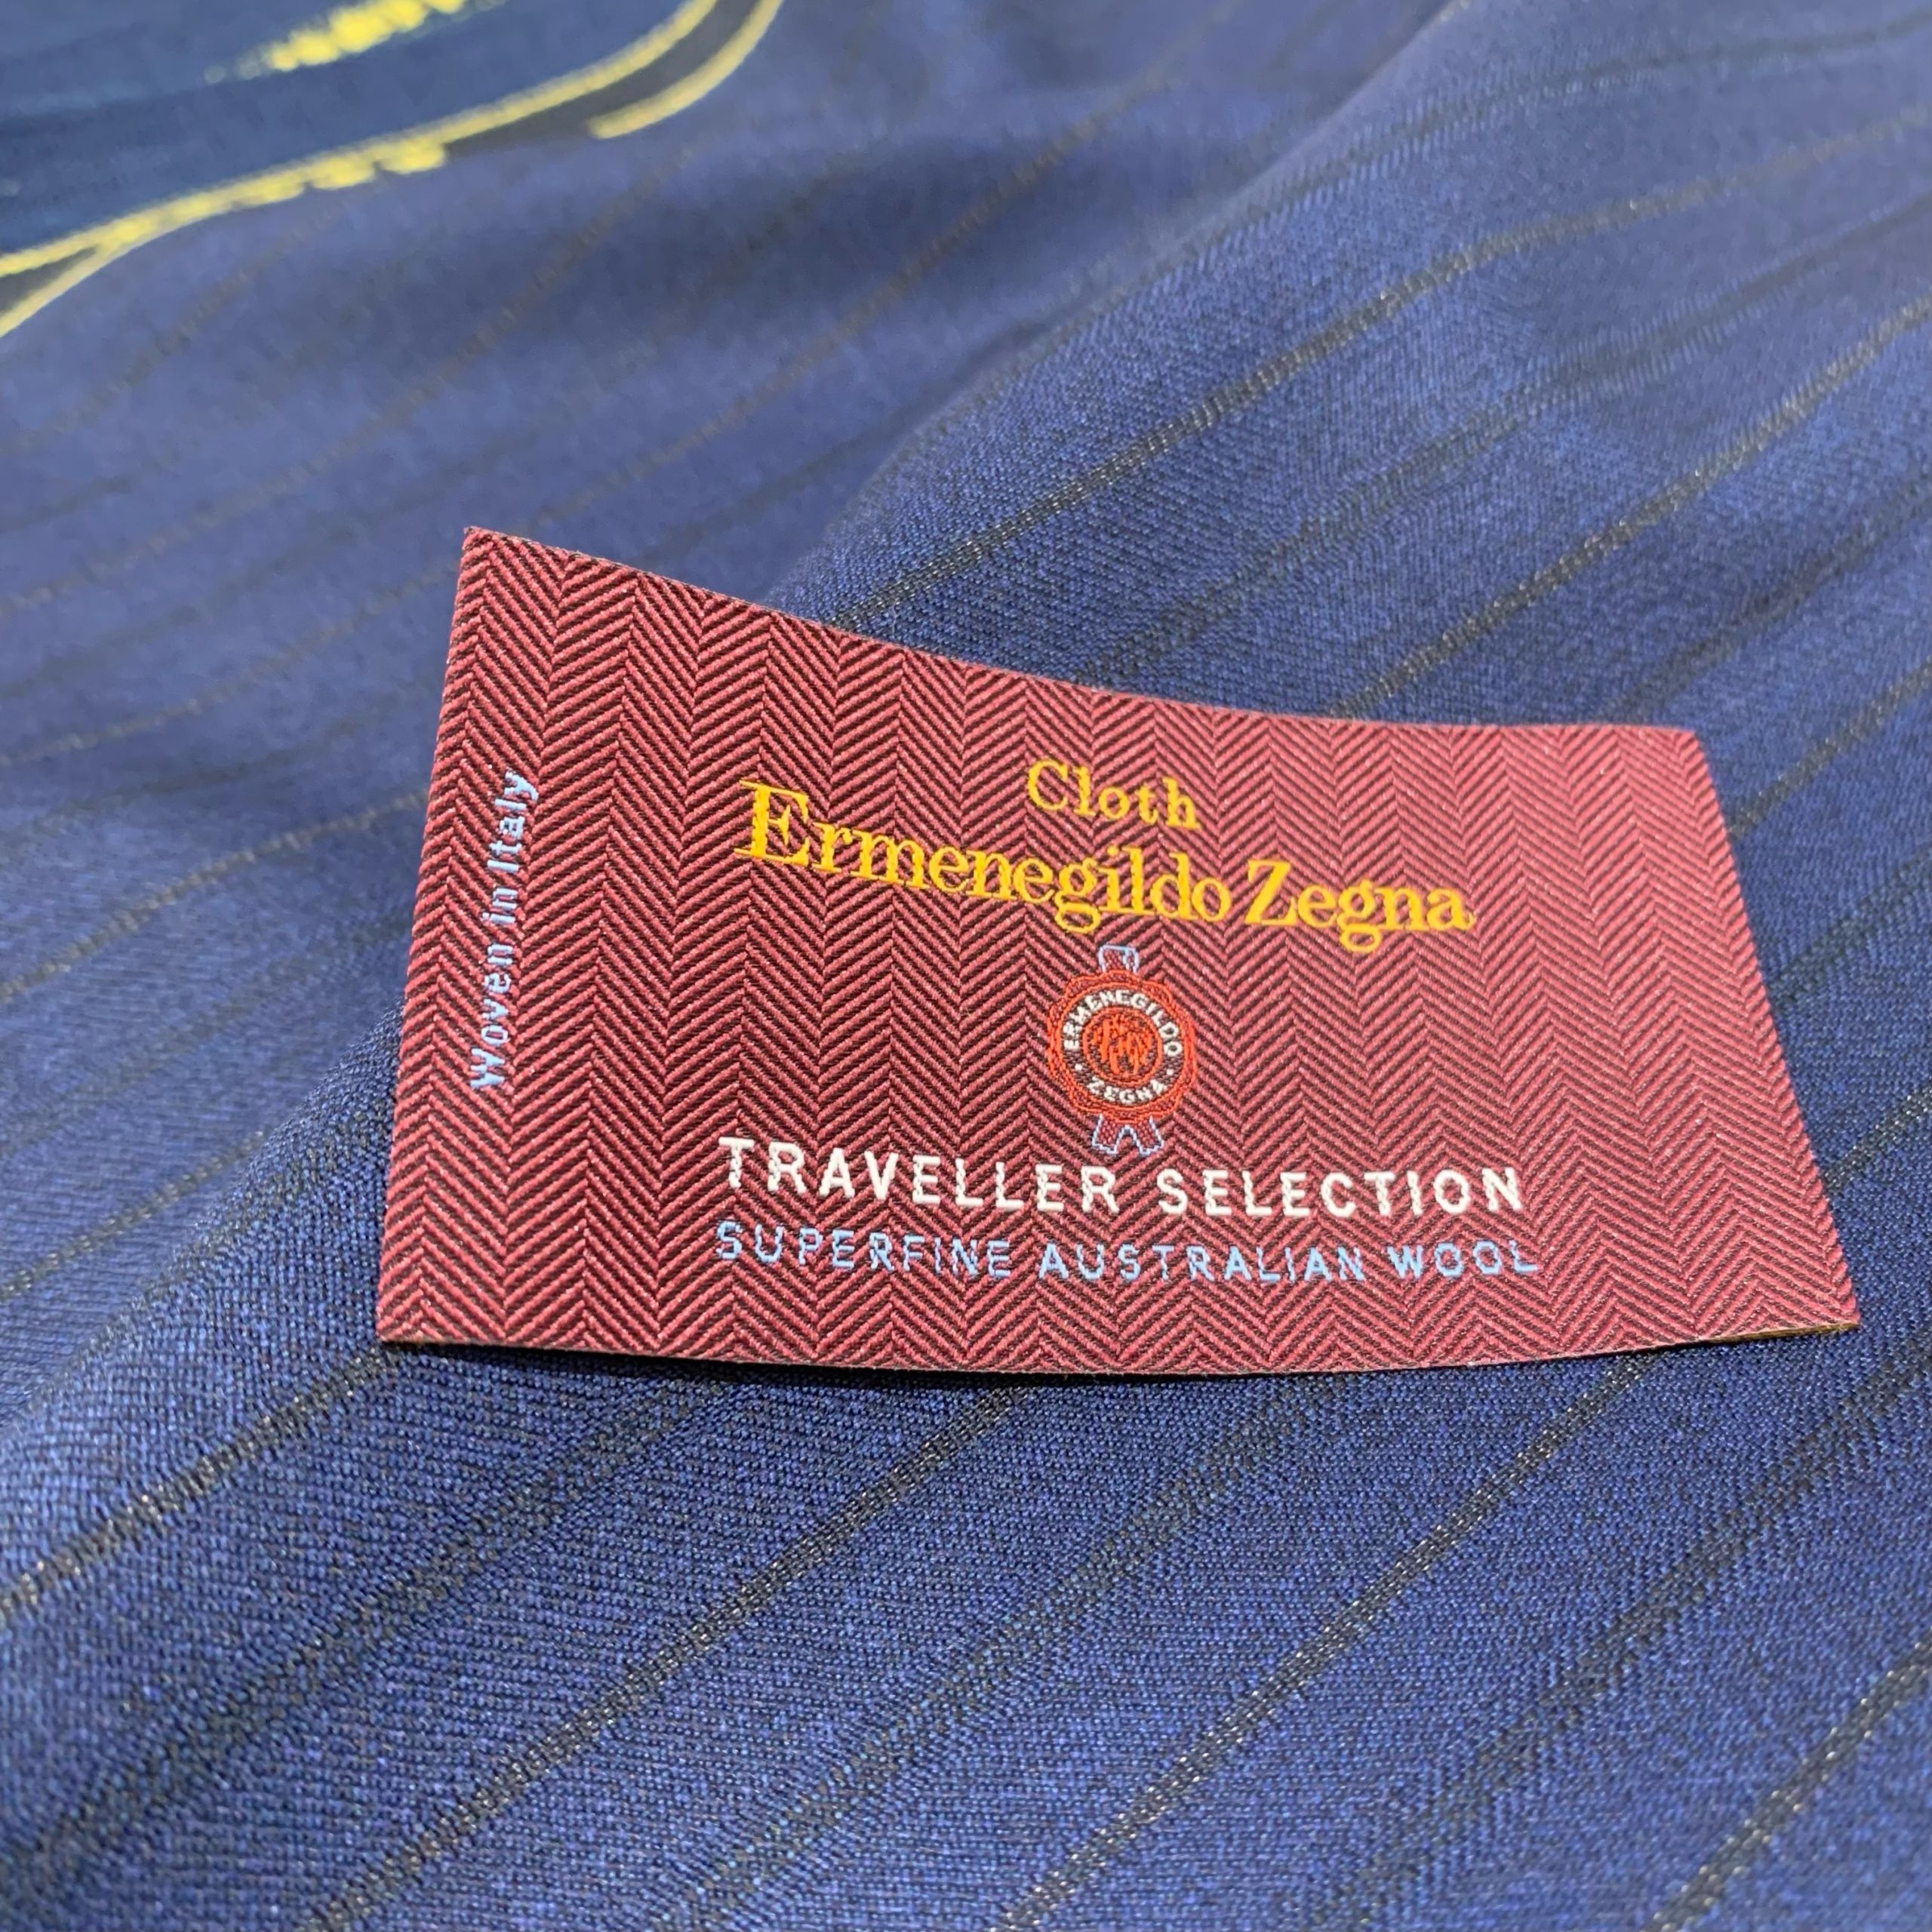 Cloth
Ermenegildo Zegna
ERMENEGILDO
ZEGNA
TRAVELLER SELECTION
SUPERFINE AUSTRALIAN WOOL
Woven in Italy